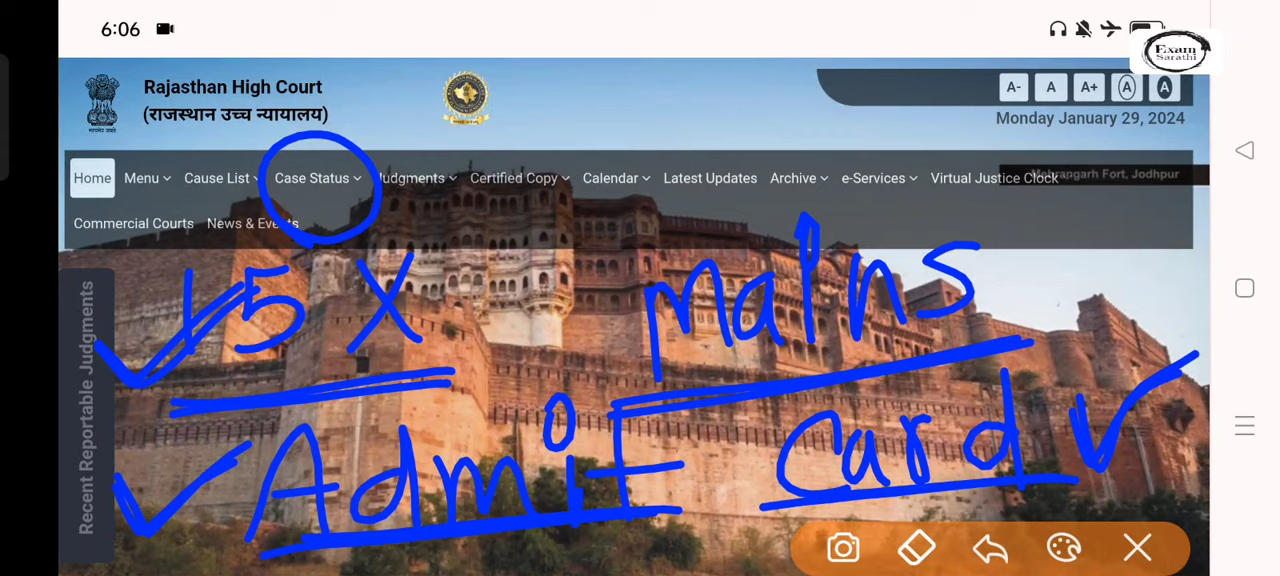 6:06
Exam
Sarathi
Rajasthan High Court
(राजस्थान उच्च न्यायालय)
A- A A+ A A
Monday January 29, 2024
Home Menu Cause List Case Status Judgments Certified Copy Calendar Latest Updates Archive e-Services Virtual Justice Clock
Mehrangarh Fort, Jodhpur
Commercial Courts News & Events
Recent Reportable Judgments
15 X mains
Admit Card